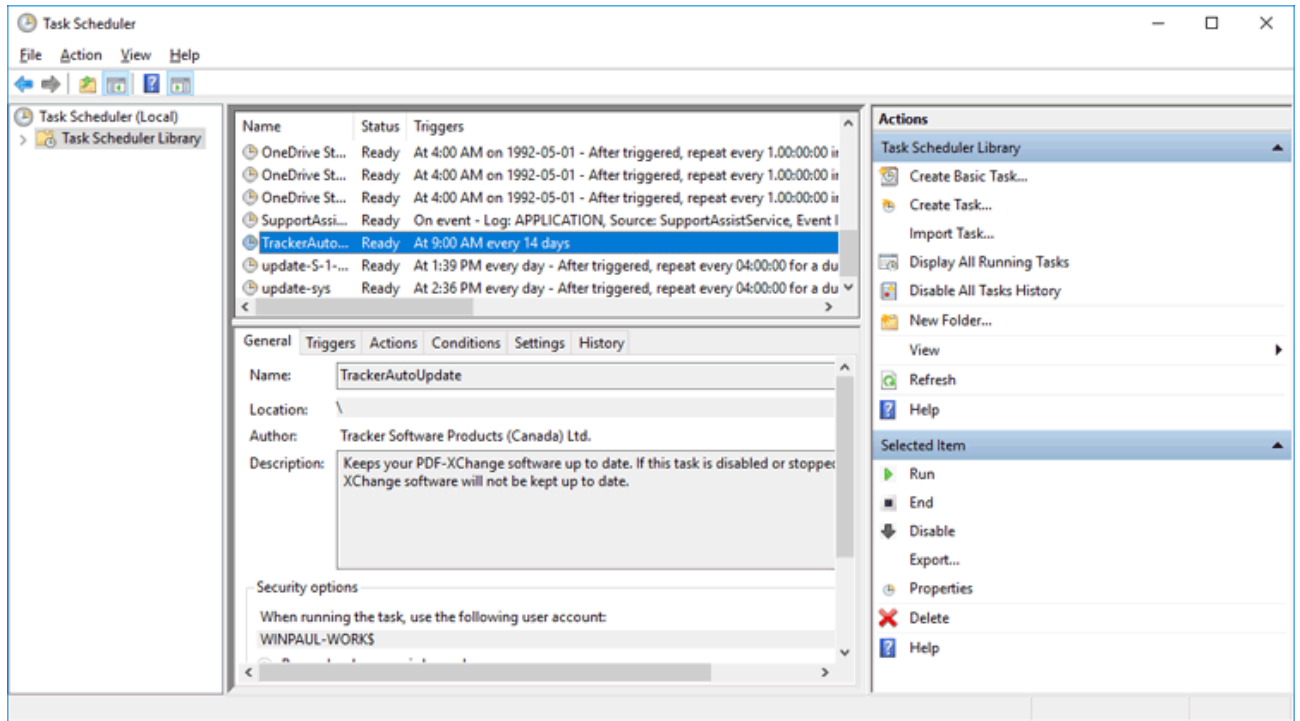 Task Scheduler
File Action View Help
Task Scheduler (Local)
Task Scheduler Library
Name Status Triggers
OneDrive St... Ready At 4:00 AM on 1992-05-01 - After triggered, repeat every 1.00:00:00 in
OneDrive St... Ready At 4:00 AM on 1992-05-01 - After triggered, repeat every 1.00:00:00 in
OneDrive St... Ready At 4:00 AM on 1992-05-01 - After triggered, repeat every 1.00:00:00 in
SupportAssi... Ready On event - Log: APPLICATION, Source: SupportAssistService, Event I
TrackerAuto... Ready At 9:00 AM every 14 days
update-S-1-... Ready At 1:39 PM every day - After triggered, repeat every 04:00:00 for a du
update-sys Ready At 2:36 PM every day - After triggered, repeat every 04:00:00 for a du
General Triggers Actions Conditions Settings History
Name: TrackerAutoUpdate
Location: \
Author: Tracker Software Products (Canada) Ltd.
Description: Keeps your PDF-XChange software up to date. If this task is disabled or stopped
XChange software will not be kept up to date.
Security options
When running the task, use the following user account:
WINPAUL-WORK$
Actions
Task Scheduler Library
Create Basic Task...
Create Task...
Import Task...
Display All Running Tasks
Disable All Tasks History
New Folder...
View
Refresh
Help
Selected Item
Run
End
Disable
Export...
Properties
Delete
Help